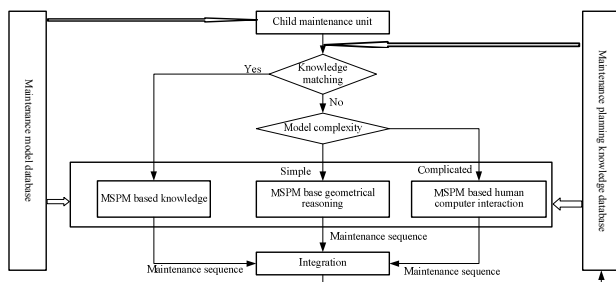 Child maintenance unit
Knowledge
matching
Yes
No
Model complexity
Simple
Complicated
MSPM based knowledge
MSPM base geometrical
reasoning
MSPM based human
computer interaction
Maintenance sequence
Maintenance sequence
Integration
Maintenance sequence
Maintenance model database
Maintenance planning knowledge database